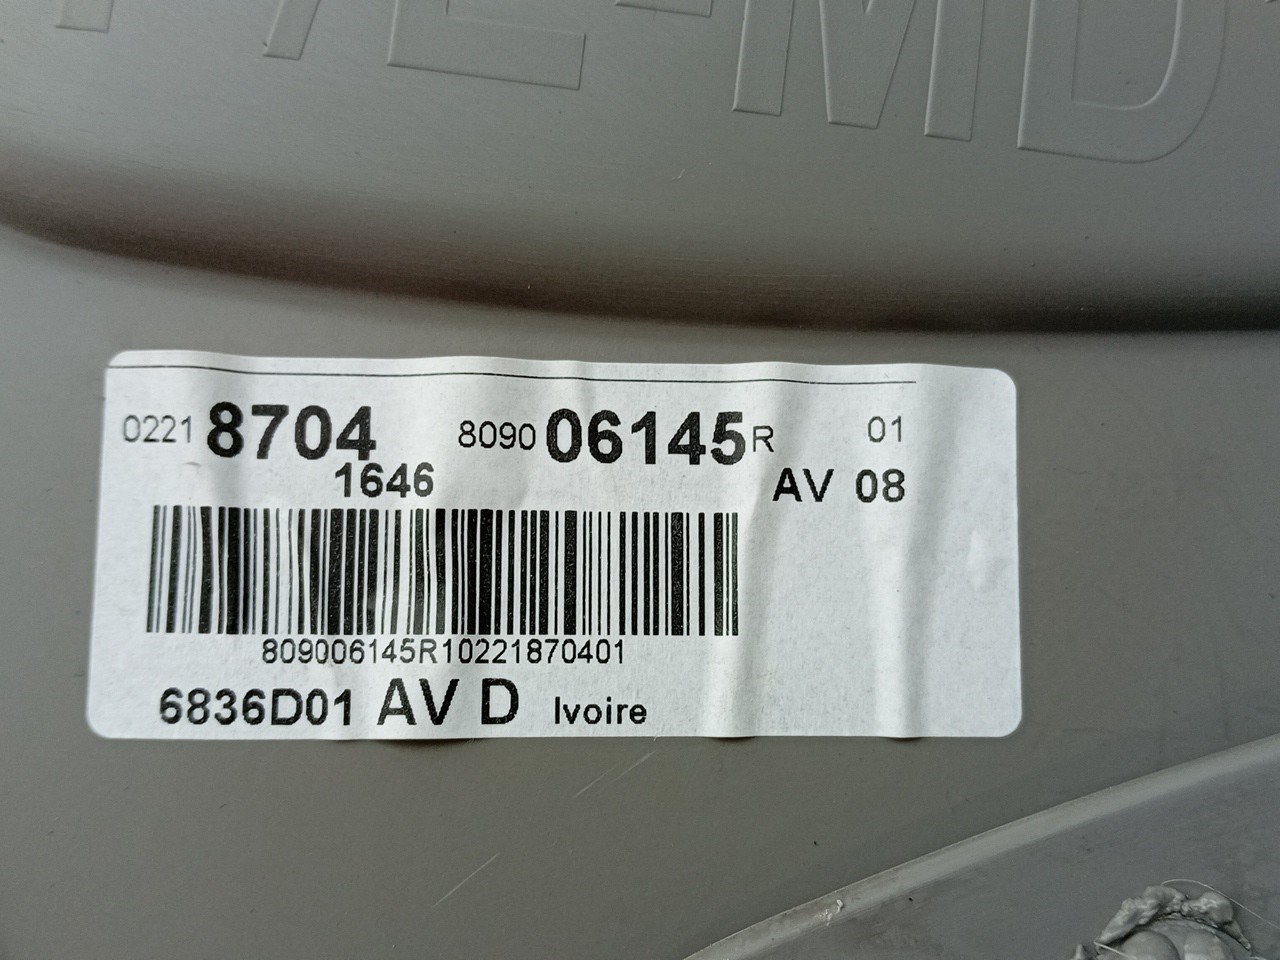 0221 8704 8090 06145R 01
1646 AV 08
809006145R10221870401
6836D01 AV D Ivoire